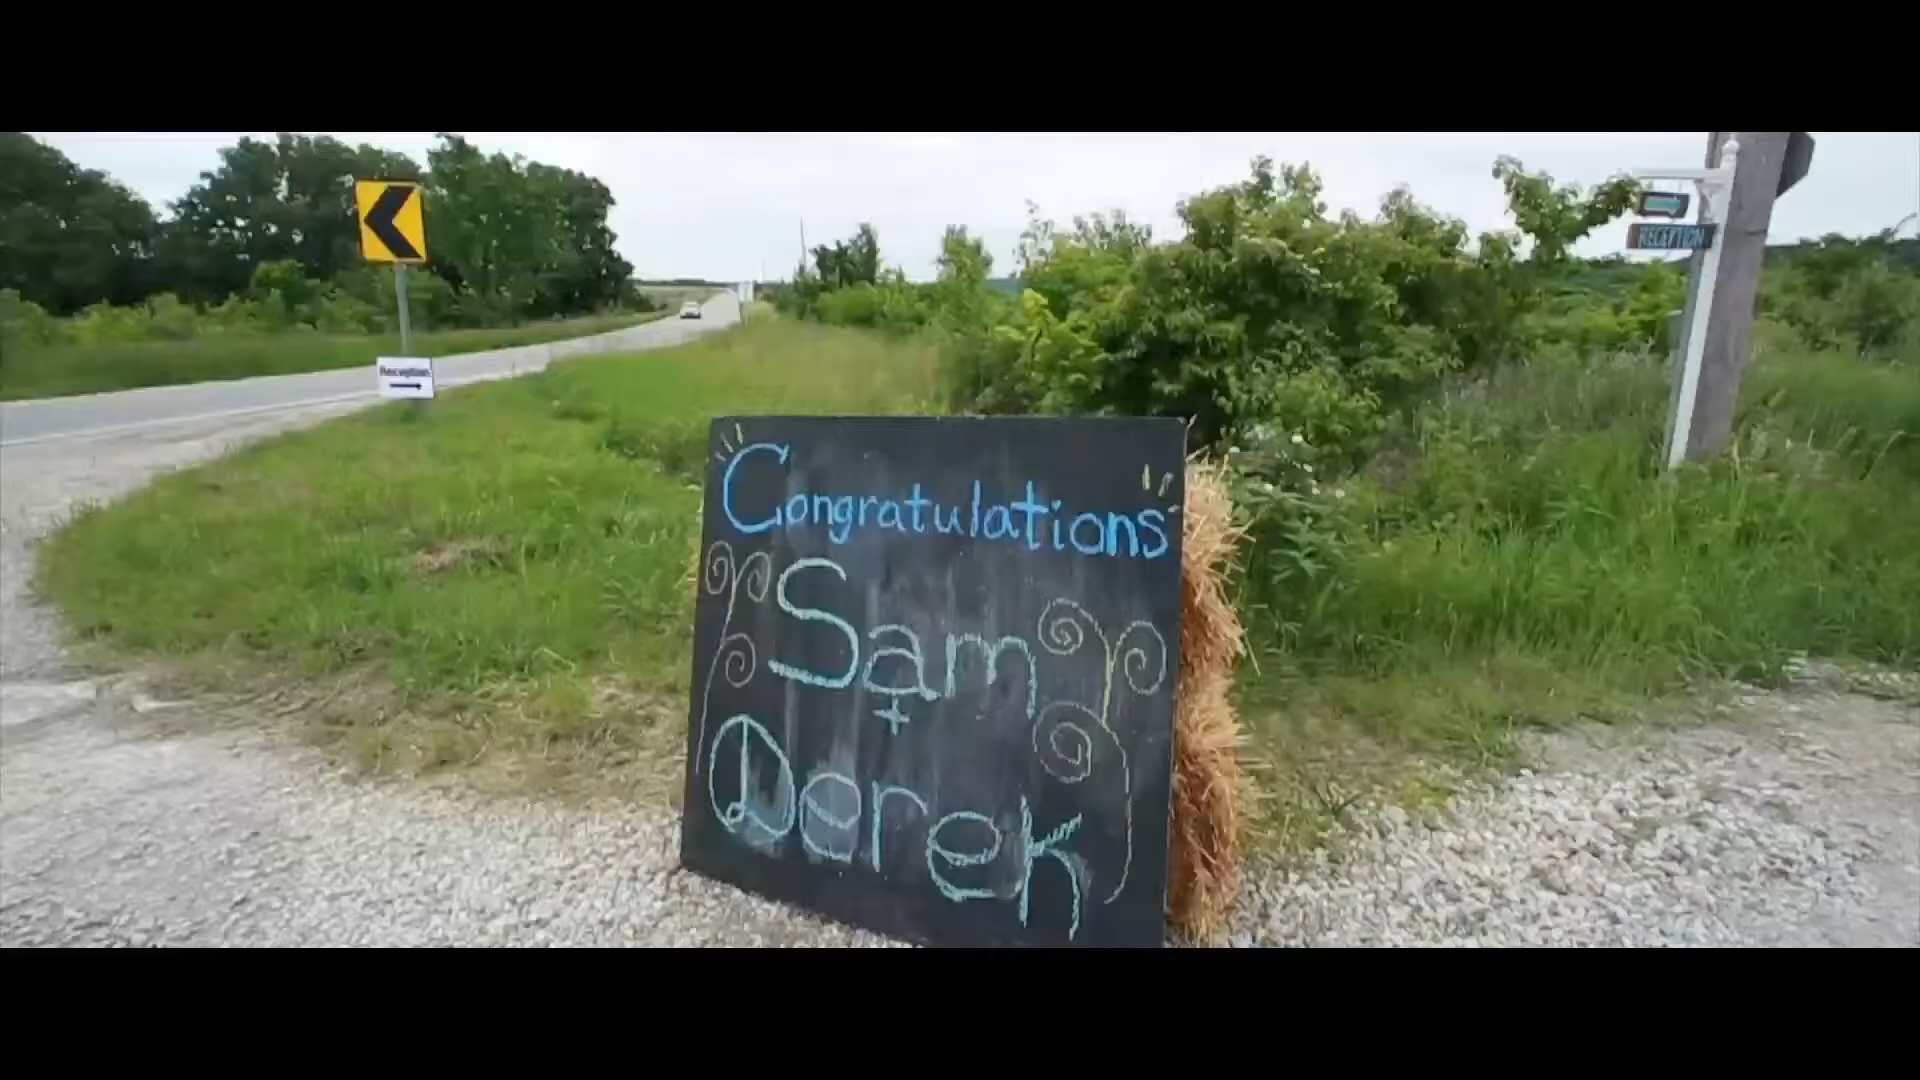 Reception
RECEPTION
Congratulations
Sam
+
Derek